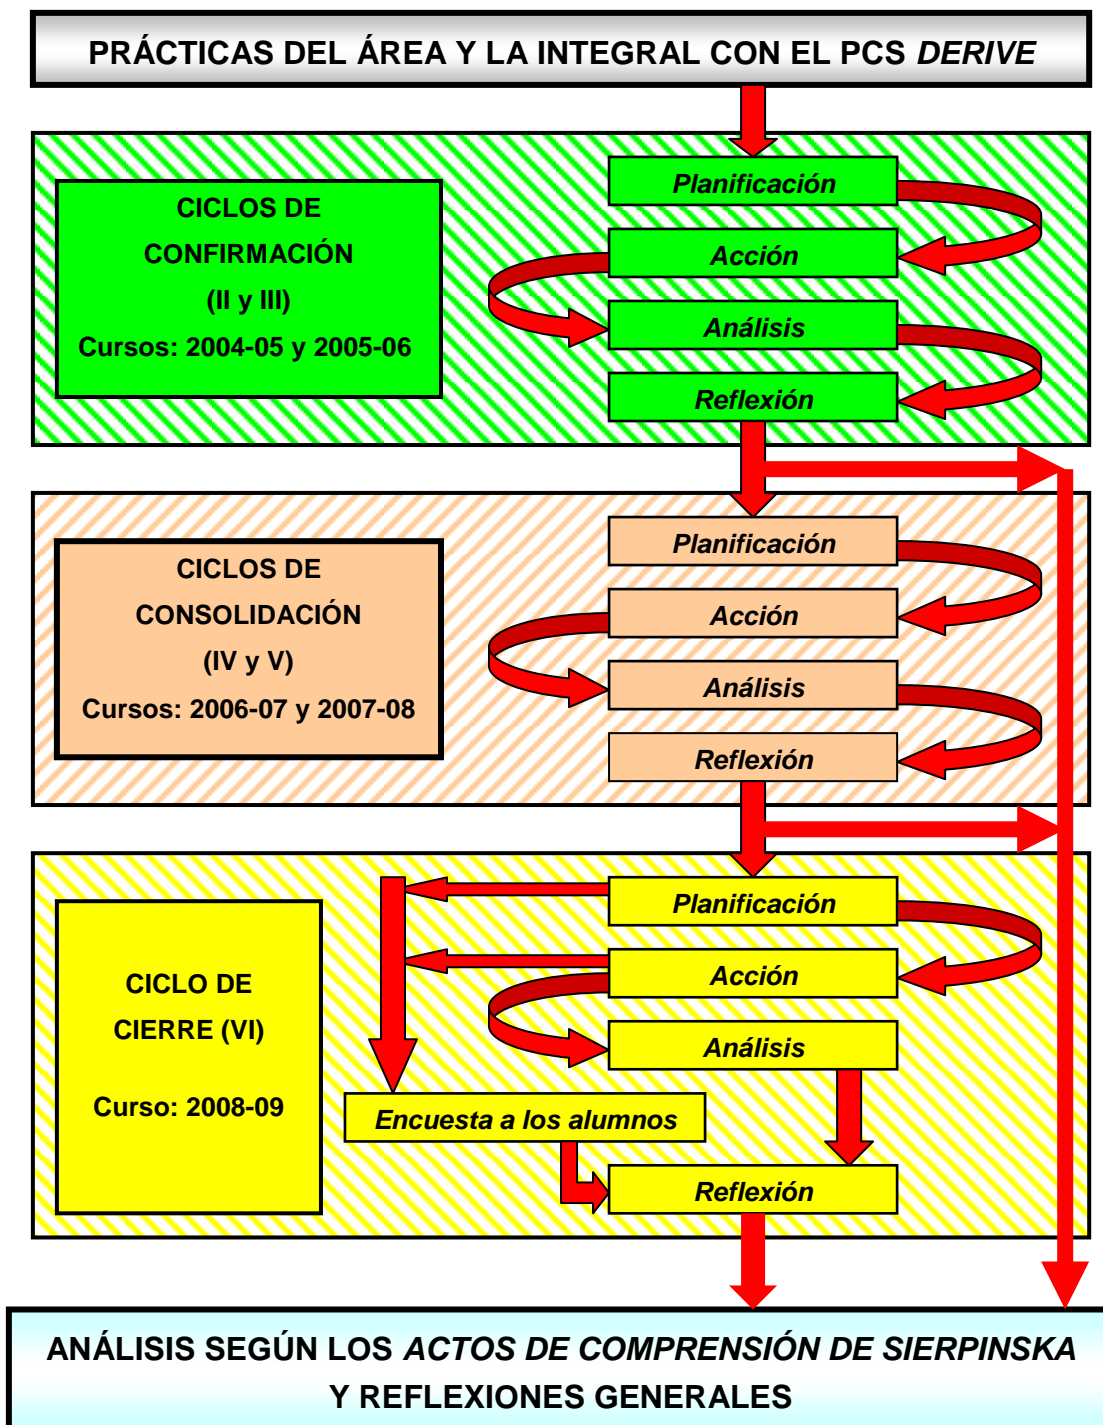 PRÁCTICAS DEL ÁREA Y LA INTEGRAL CON EL PCS DERIVE
CICLOS DE
CONFIRMACIÓN
(II y III)
Cursos: 2004-05 y 2005-06
Planificación
Acción
Análisis
Reflexión
CICLOS DE
CONSOLIDACIÓN
(IV y V)
Cursos: 2006-07 y 2007-08
Planificación
Acción
Análisis
Reflexión
CICLO DE
CIERRE (VI)
Curso: 2008-09
Planificación
Acción
Análisis
Encuesta a los alumnos
Reflexión
ANÁLISIS SEGÚN LOS ACTOS DE COMPRENSIÓN DE SIERPINSKA
Y REFLEXIONES GENERALES